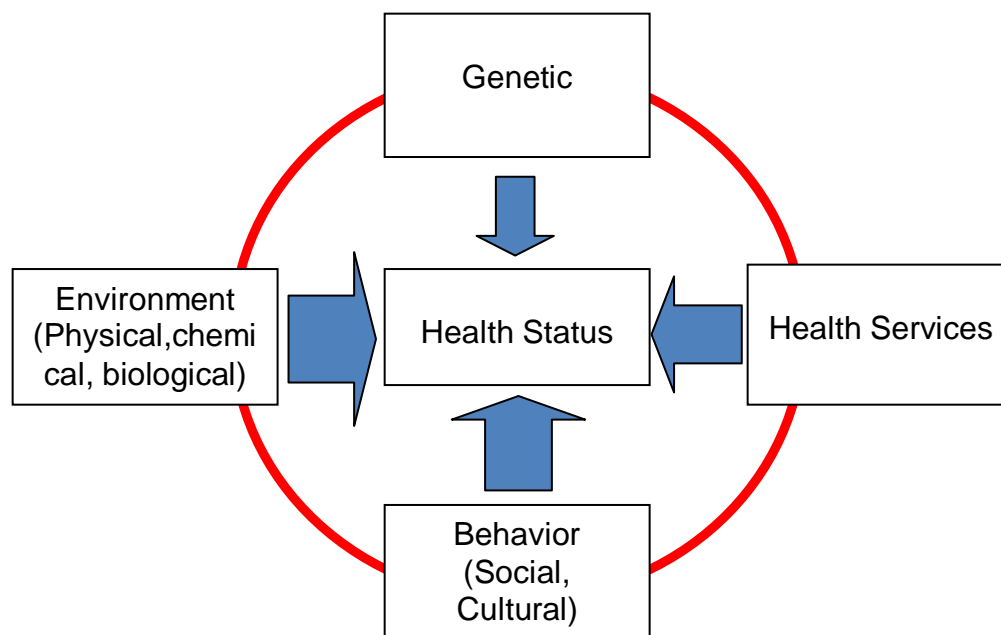 Genetic
Environment
(Physical,chemi
cal, biological)
Health Status
Health Services
Behavior
(Social,
Cultural)